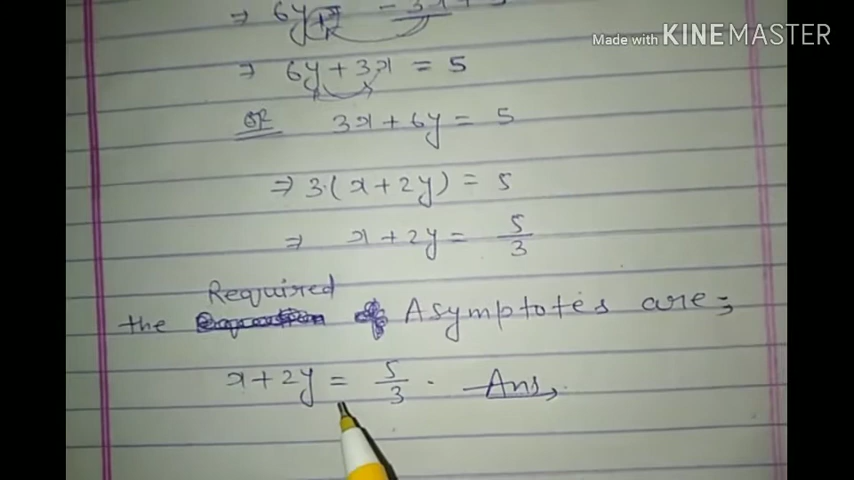 Made with KINEMASTER
⇒ 6y
⇒ 6y + 3x = 5
or 3x + 6y = 5
⇒ 3·(x + 2y) = 5
⇒ x + 2y = 5/3
Required
the Asymptotes are;
x + 2y = 5/3 . Ans,